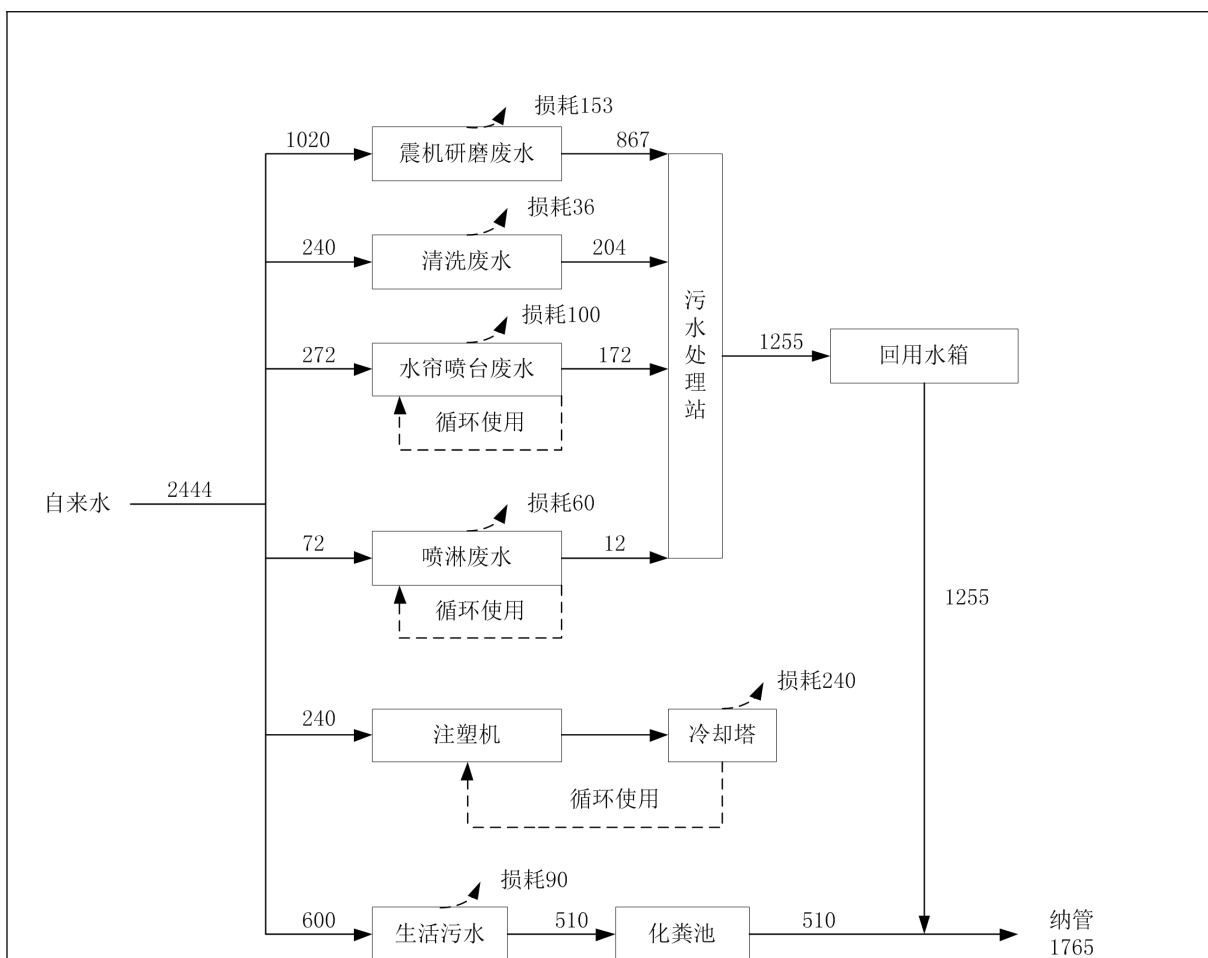 损耗153
1020
震机研磨废水
867
损耗36
240
清洗废水
204
损耗100
272
水帘喷台废水
172
循环使用
污水处理站
1255
回用水箱
自来水
2444
损耗60
72
喷淋废水
12
循环使用
1255
损耗240
240
注塑机
冷却塔
循环使用
损耗90
600
生活污水
510
化粪池
510
纳管
1765